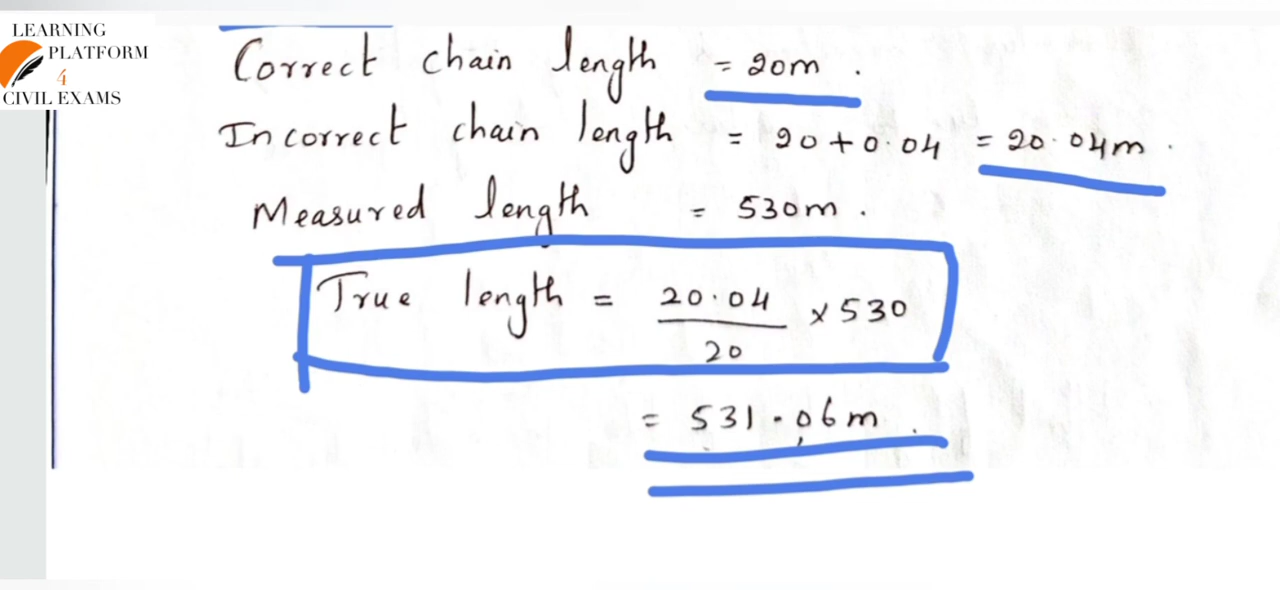 LEARNING
PLATFORM
4
CIVIL EXAMS
Correct chain length = 20m .
Incorrect chain length = 20 + 0.04 = 20.04m .
Measured length = 530m .
True length = 20.04 / 20 × 530
= 531.06m .